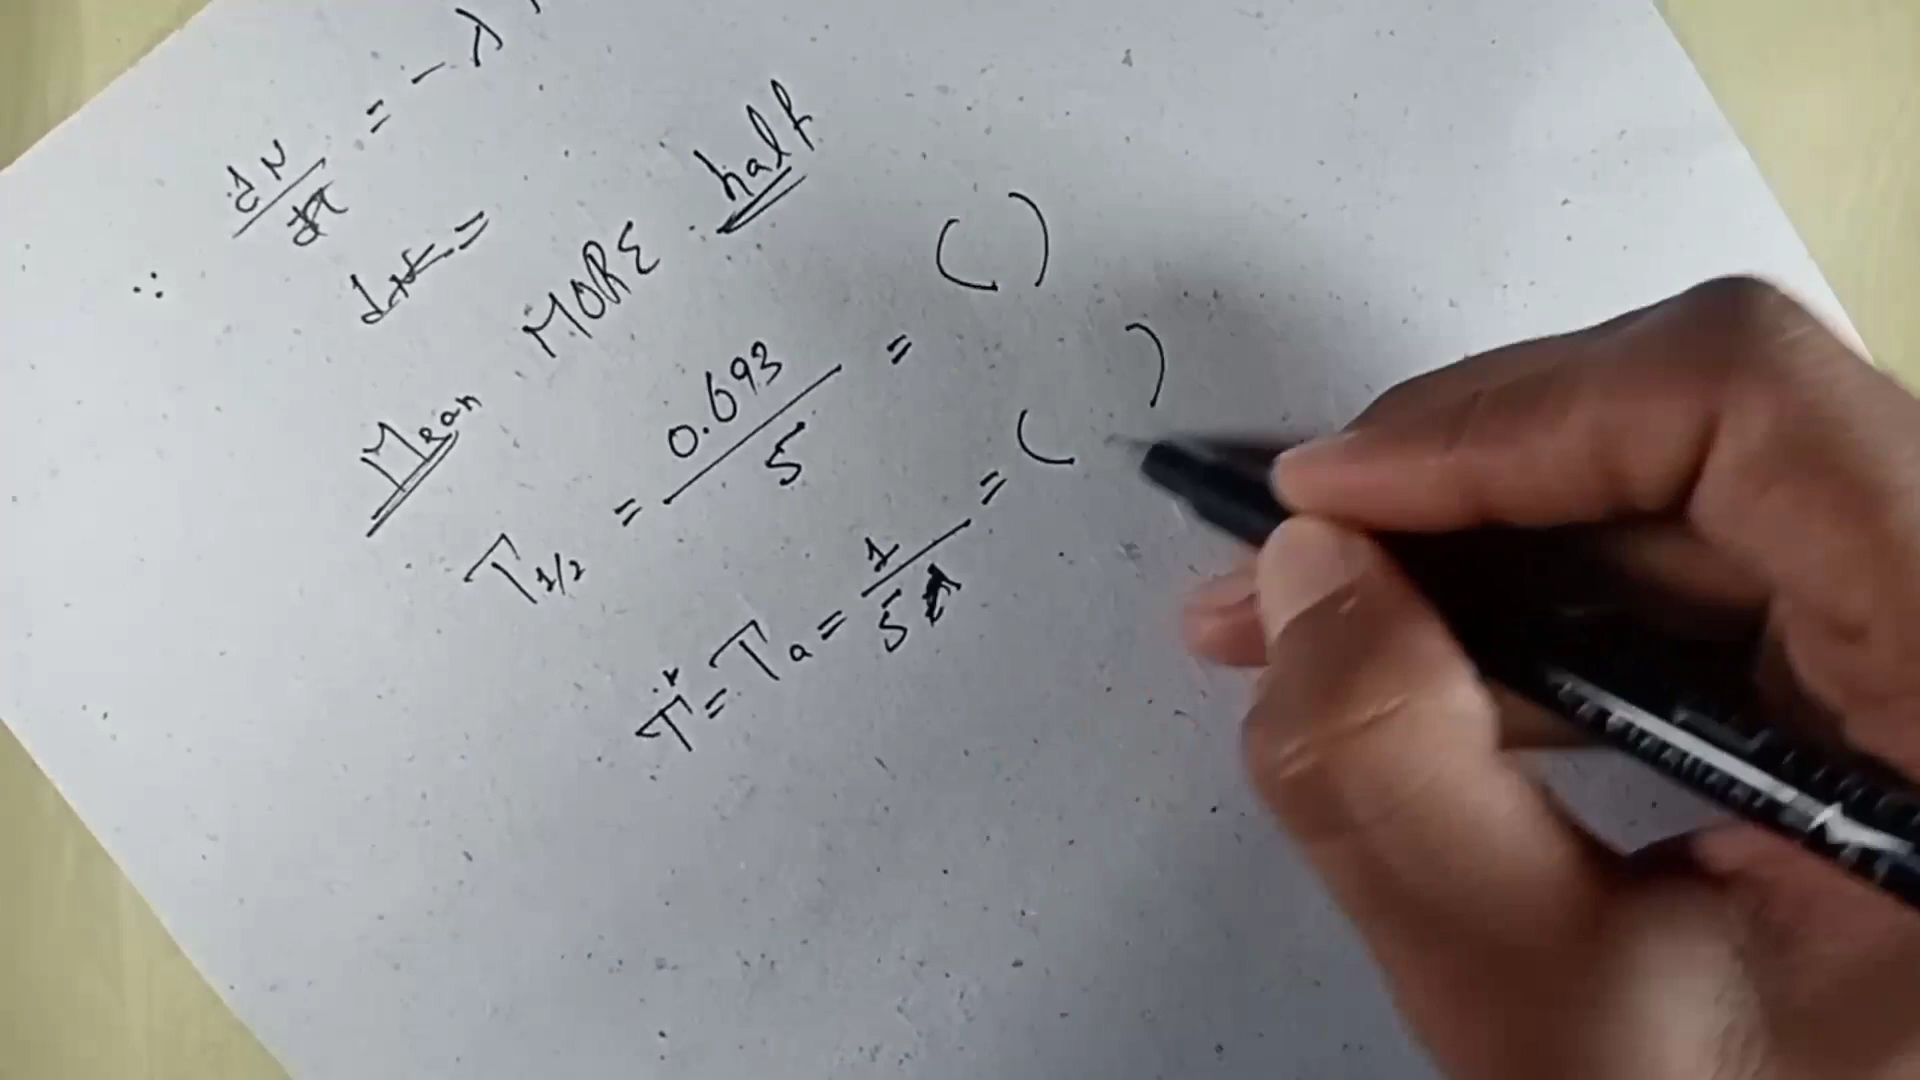 ∵ dN/dt = -λ
Mean MORE half
T1/2 = 0.693/5 = ( )
= Ta = 1/5 = ( )